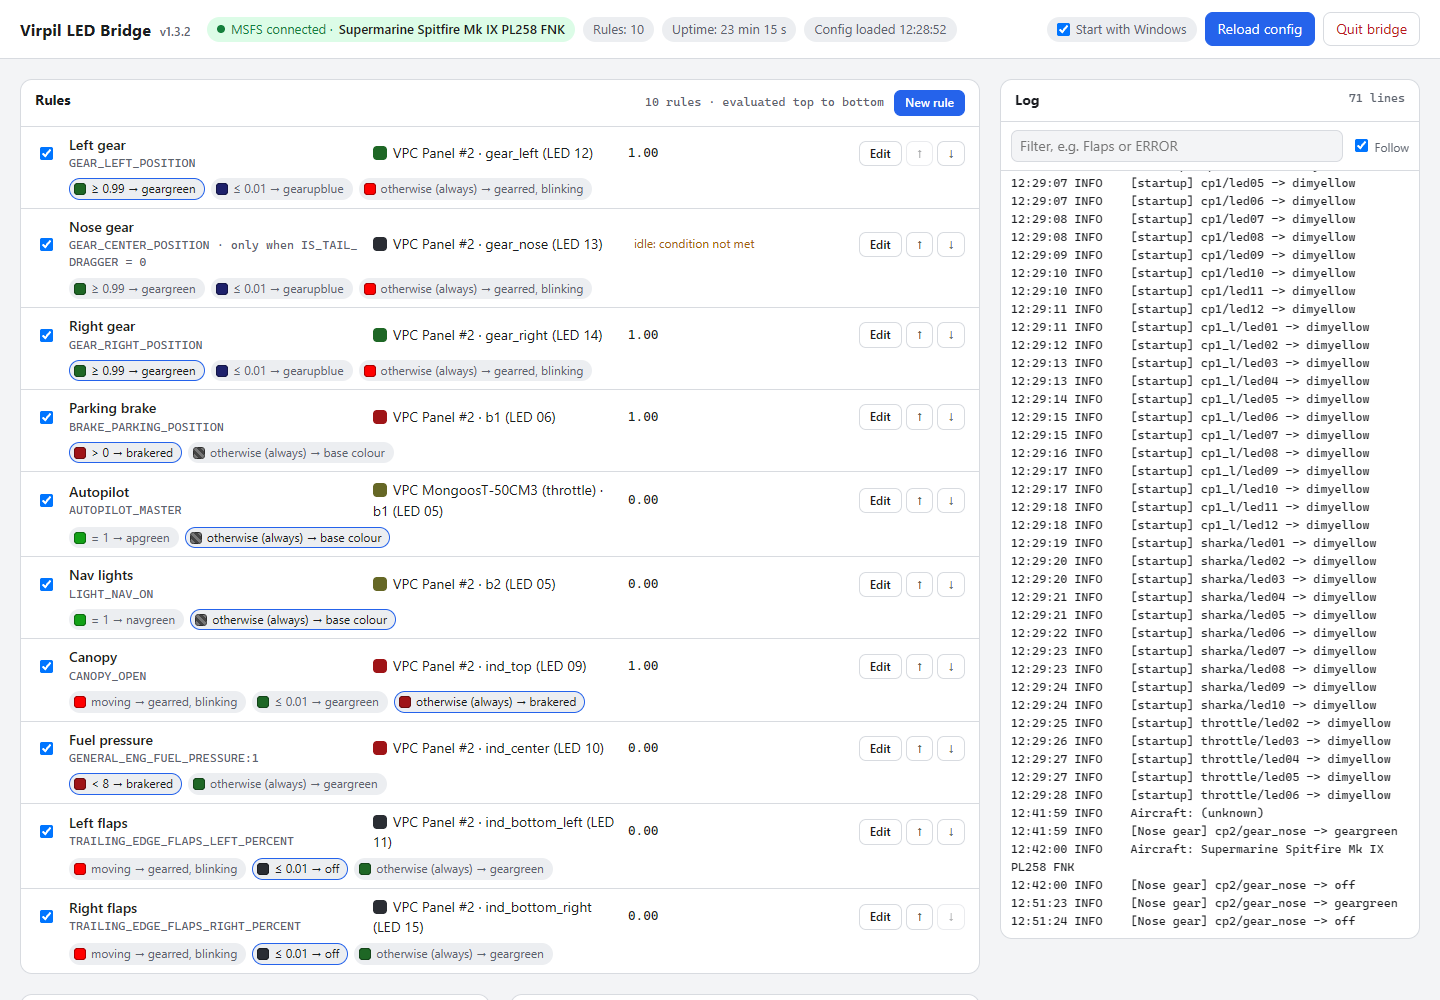 Virpil LED Bridge v1.3.2
MSFS connected · Supermarine Spitfire Mk IX PL258 FNK
Rules: 10
Uptime: 23 min 15 s
Config loaded 12:28:52
Start with Windows
Reload config
Quit bridge
Rules
10 rules · evaluated top to bottom
New rule
Left gear
GEAR_LEFT_POSITION
VPC Panel #2 · gear_left (LED 12)
1.00
Edit ↑ ↓
≥ 0.99 → geargreen
≤ 0.01 → gearupblue
otherwise (always) → gearred, blinking
Nose gear
GEAR_CENTER_POSITION · only when IS_TAIL_
DRAGGER = 0
VPC Panel #2 · gear_nose (LED 13)
idle: condition not met
Edit ↑ ↓
≥ 0.99 → geargreen
≤ 0.01 → gearupblue
otherwise (always) → gearred, blinking
Right gear
GEAR_RIGHT_POSITION
VPC Panel #2 · gear_right (LED 14)
1.00
Edit ↑ ↓
≥ 0.99 → geargreen
≤ 0.01 → gearupblue
otherwise (always) → gearred, blinking
Parking brake
BRAKE_PARKING_POSITION
VPC Panel #2 · b1 (LED 06)
1.00
Edit ↑ ↓
> 0 → brakered
otherwise (always) → base colour
Autopilot
AUTOPILOT_MASTER
VPC MongoosT-50CM3 (throttle) ·
b1 (LED 05)
0.00
Edit ↑ ↓
= 1 → apgreen
otherwise (always) → base colour
Nav lights
LIGHT_NAV_ON
VPC Panel #2 · b2 (LED 05)
0.00
Edit ↑ ↓
= 1 → navgreen
otherwise (always) → base colour
Canopy
CANOPY_OPEN
VPC Panel #2 · ind_top (LED 09)
1.00
Edit ↑ ↓
moving → gearred, blinking
≤ 0.01 → geargreen
otherwise (always) → brakered
Fuel pressure
GENERAL_ENG_FUEL_PRESSURE:1
VPC Panel #2 · ind_center (LED 10)
0.00
Edit ↑ ↓
< 8 → brakered
otherwise (always) → geargreen
Left flaps
TRAILING_EDGE_FLAPS_LEFT_PERCENT
VPC Panel #2 · ind_bottom_left (LED
11)
0.00
Edit ↑ ↓
moving → gearred, blinking
≤ 0.01 → off
otherwise (always) → geargreen
Right flaps
TRAILING_EDGE_FLAPS_RIGHT_PERCENT
VPC Panel #2 · ind_bottom_right
(LED 15)
0.00
Edit ↑ ↓
moving → gearred, blinking
≤ 0.01 → off
otherwise (always) → geargreen
Log
71 lines
Filter, e.g. Flaps or ERROR
Follow
12:29:07 INFO [startup] cp1/led05 -> dimyellow
12:29:07 INFO [startup] cp1/led06 -> dimyellow
12:29:08 INFO [startup] cp1/led07 -> dimyellow
12:29:08 INFO [startup] cp1/led08 -> dimyellow
12:29:09 INFO [startup] cp1/led09 -> dimyellow
12:29:10 INFO [startup] cp1/led10 -> dimyellow
12:29:10 INFO [startup] cp1/led11 -> dimyellow
12:29:11 INFO [startup] cp1/led12 -> dimyellow
12:29:11 INFO [startup] cp1_l/led01 -> dimyellow
12:29:12 INFO [startup] cp1_l/led02 -> dimyellow
12:29:13 INFO [startup] cp1_l/led03 -> dimyellow
12:29:13 INFO [startup] cp1_l/led04 -> dimyellow
12:29:14 INFO [startup] cp1_l/led05 -> dimyellow
12:29:15 INFO [startup] cp1_l/led06 -> dimyellow
12:29:15 INFO [startup] cp1_l/led07 -> dimyellow
12:29:16 INFO [startup] cp1_l/led08 -> dimyellow
12:29:17 INFO [startup] cp1_l/led09 -> dimyellow
12:29:17 INFO [startup] cp1_l/led10 -> dimyellow
12:29:18 INFO [startup] cp1_l/led11 -> dimyellow
12:29:18 INFO [startup] cp1_l/led12 -> dimyellow
12:29:19 INFO [startup] sharka/led01 -> dimyellow
12:29:20 INFO [startup] sharka/led02 -> dimyellow
12:29:20 INFO [startup] sharka/led03 -> dimyellow
12:29:21 INFO [startup] sharka/led04 -> dimyellow
12:29:21 INFO [startup] sharka/led05 -> dimyellow
12:29:22 INFO [startup] sharka/led06 -> dimyellow
12:29:23 INFO [startup] sharka/led07 -> dimyellow
12:29:23 INFO [startup] sharka/led08 -> dimyellow
12:29:24 INFO [startup] sharka/led09 -> dimyellow
12:29:24 INFO [startup] sharka/led10 -> dimyellow
12:29:25 INFO [startup] throttle/led02 -> dimyellow
12:29:26 INFO [startup] throttle/led03 -> dimyellow
12:29:27 INFO [startup] throttle/led04 -> dimyellow
12:29:27 INFO [startup] throttle/led05 -> dimyellow
12:29:28 INFO [startup] throttle/led06 -> dimyellow
12:41:59 INFO Aircraft: (unknown)
12:41:59 INFO [Nose gear] cp2/gear_nose -> geargreen
12:42:00 INFO Aircraft: Supermarine Spitfire Mk IX
PL258 FNK
12:42:00 INFO [Nose gear] cp2/gear_nose -> off
12:51:23 INFO [Nose gear] cp2/gear_nose -> geargreen
12:51:24 INFO [Nose gear] cp2/gear_nose -> off